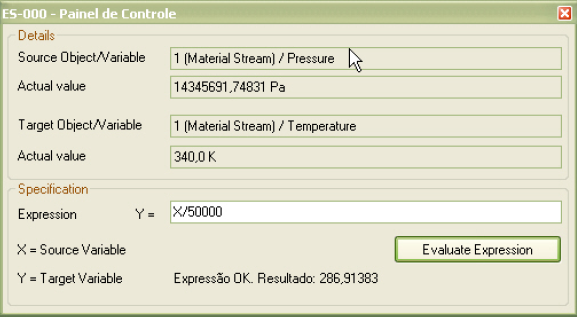 ES-000 - Painel de Controle
Details
Source Object/Variable 1 (Material Stream) / Pressure
Actual value 14345691,74831 Pa
Target Object/Variable 1 (Material Stream) / Temperature
Actual value 340,0 K
Specification
Expression Y = X/50000
X = Source Variable Evaluate Expression
Y = Target Variable Expressão OK. Resultado: 286,91383